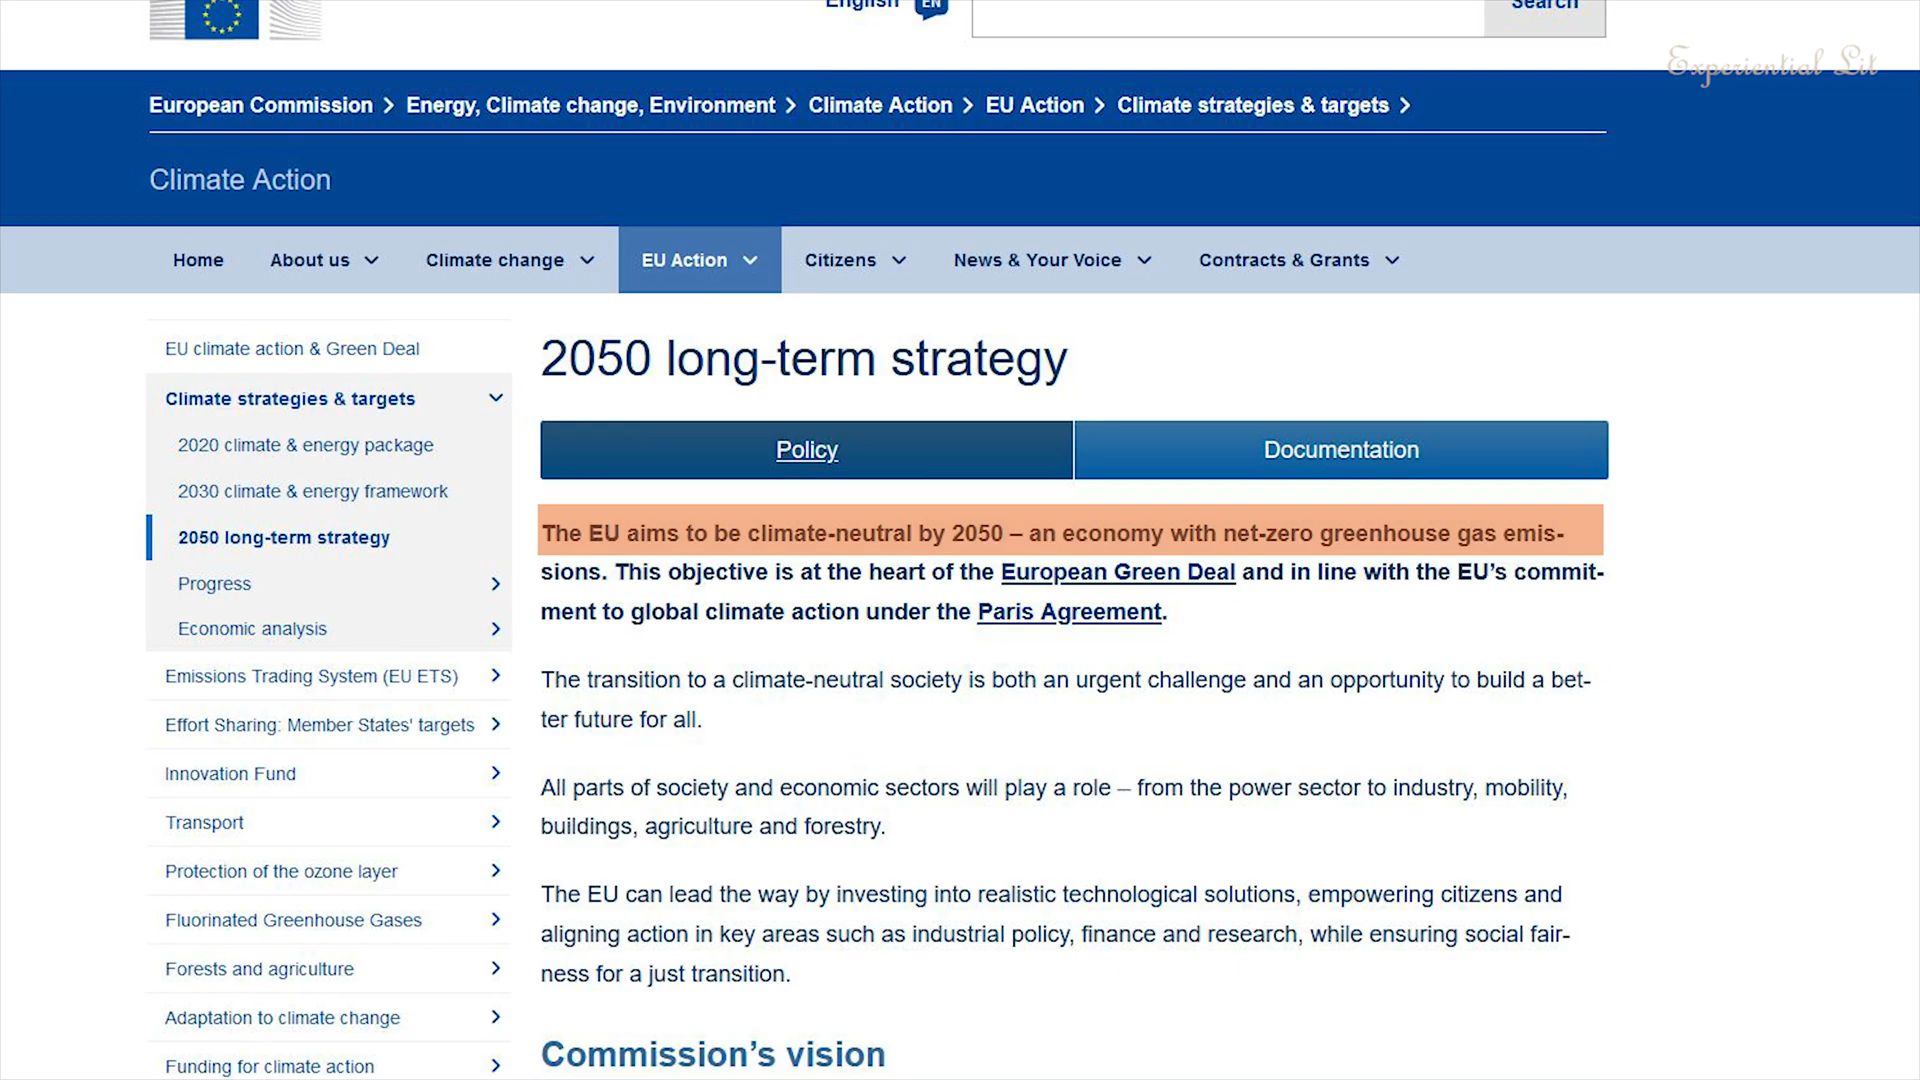 English EN
Search
Experiential Lit
European Commission > Energy, Climate change, Environment > Climate Action > EU Action > Climate strategies & targets >
Climate Action
Home About us Climate change EU Action Citizens News & Your Voice Contracts & Grants
EU climate action & Green Deal
Climate strategies & targets
2020 climate & energy package
2030 climate & energy framework
2050 long-term strategy
Progress
Economic analysis
Emissions Trading System (EU ETS)
Effort Sharing: Member States' targets
Innovation Fund
Transport
Protection of the ozone layer
Fluorinated Greenhouse Gases
Forests and agriculture
Adaptation to climate change
Funding for climate action
2050 long-term strategy
Policy Documentation
The EU aims to be climate-neutral by 2050 – an economy with net-zero greenhouse gas emis-
sions. This objective is at the heart of the European Green Deal and in line with the EU’s commit-
ment to global climate action under the Paris Agreement.
The transition to a climate-neutral society is both an urgent challenge and an opportunity to build a bet-
ter future for all.
All parts of society and economic sectors will play a role – from the power sector to industry, mobility,
buildings, agriculture and forestry.
The EU can lead the way by investing into realistic technological solutions, empowering citizens and
aligning action in key areas such as industrial policy, finance and research, while ensuring social fair-
ness for a just transition.
Commission’s vision